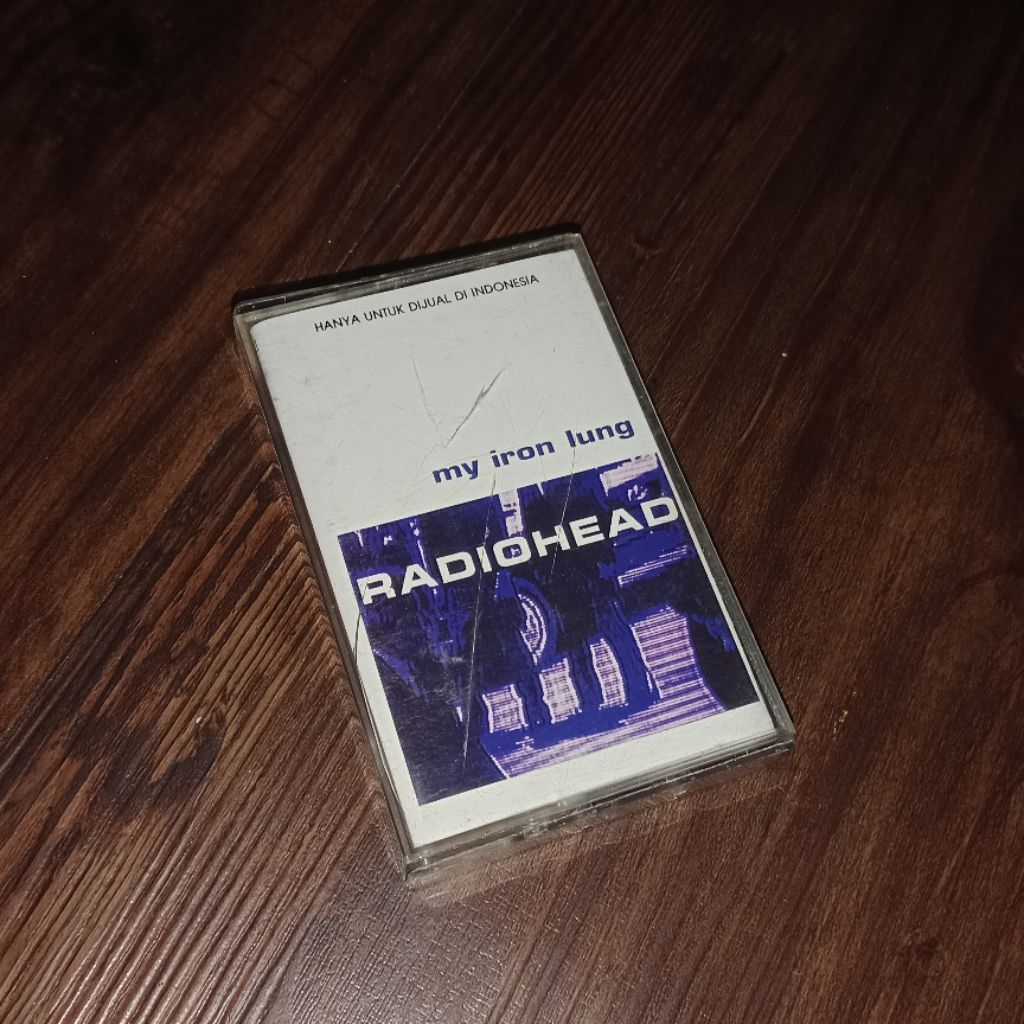 HANYA UNTUK DIJUAL DI INDONESIA
my iron lung
RADIOHEAD